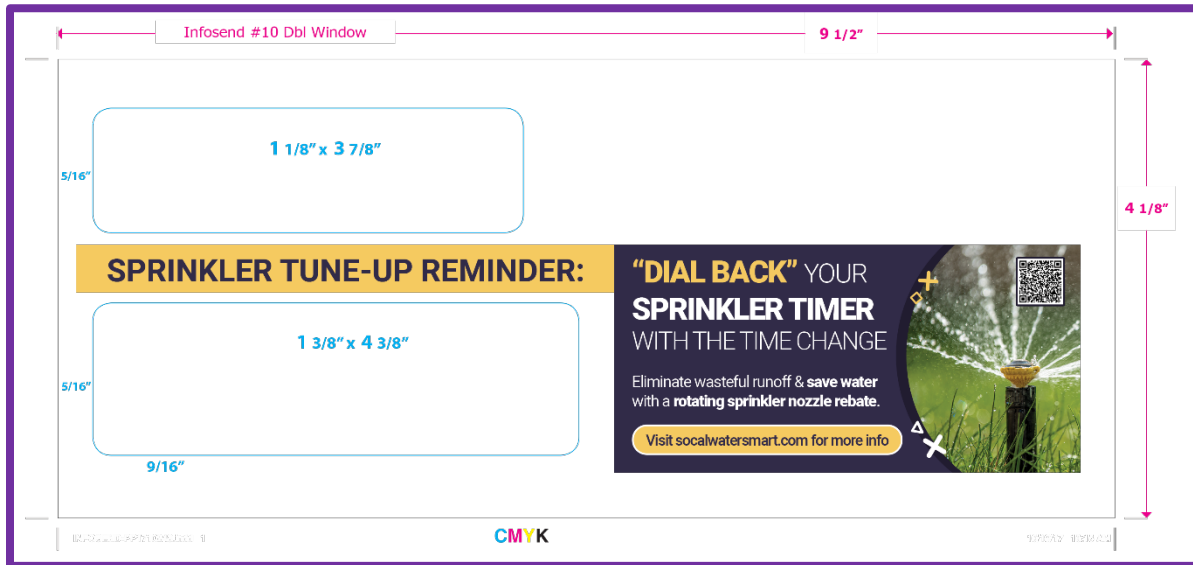 Infosend #10 Dbl Window
9 1/2”
1 1/8” x 3 7/8”
5/16”
4 1/8”
SPRINKLER TUNE-UP REMINDER:
“DIAL BACK” YOUR
SPRINKLER TIMER
WITH THE TIME CHANGE
Eliminate wasteful runoff & save water
with a rotating sprinkler nozzle rebate.
Visit socalwatersmart.com for more info
1 3/8” x 4 3/8”
5/16”
9/16”
CMYK